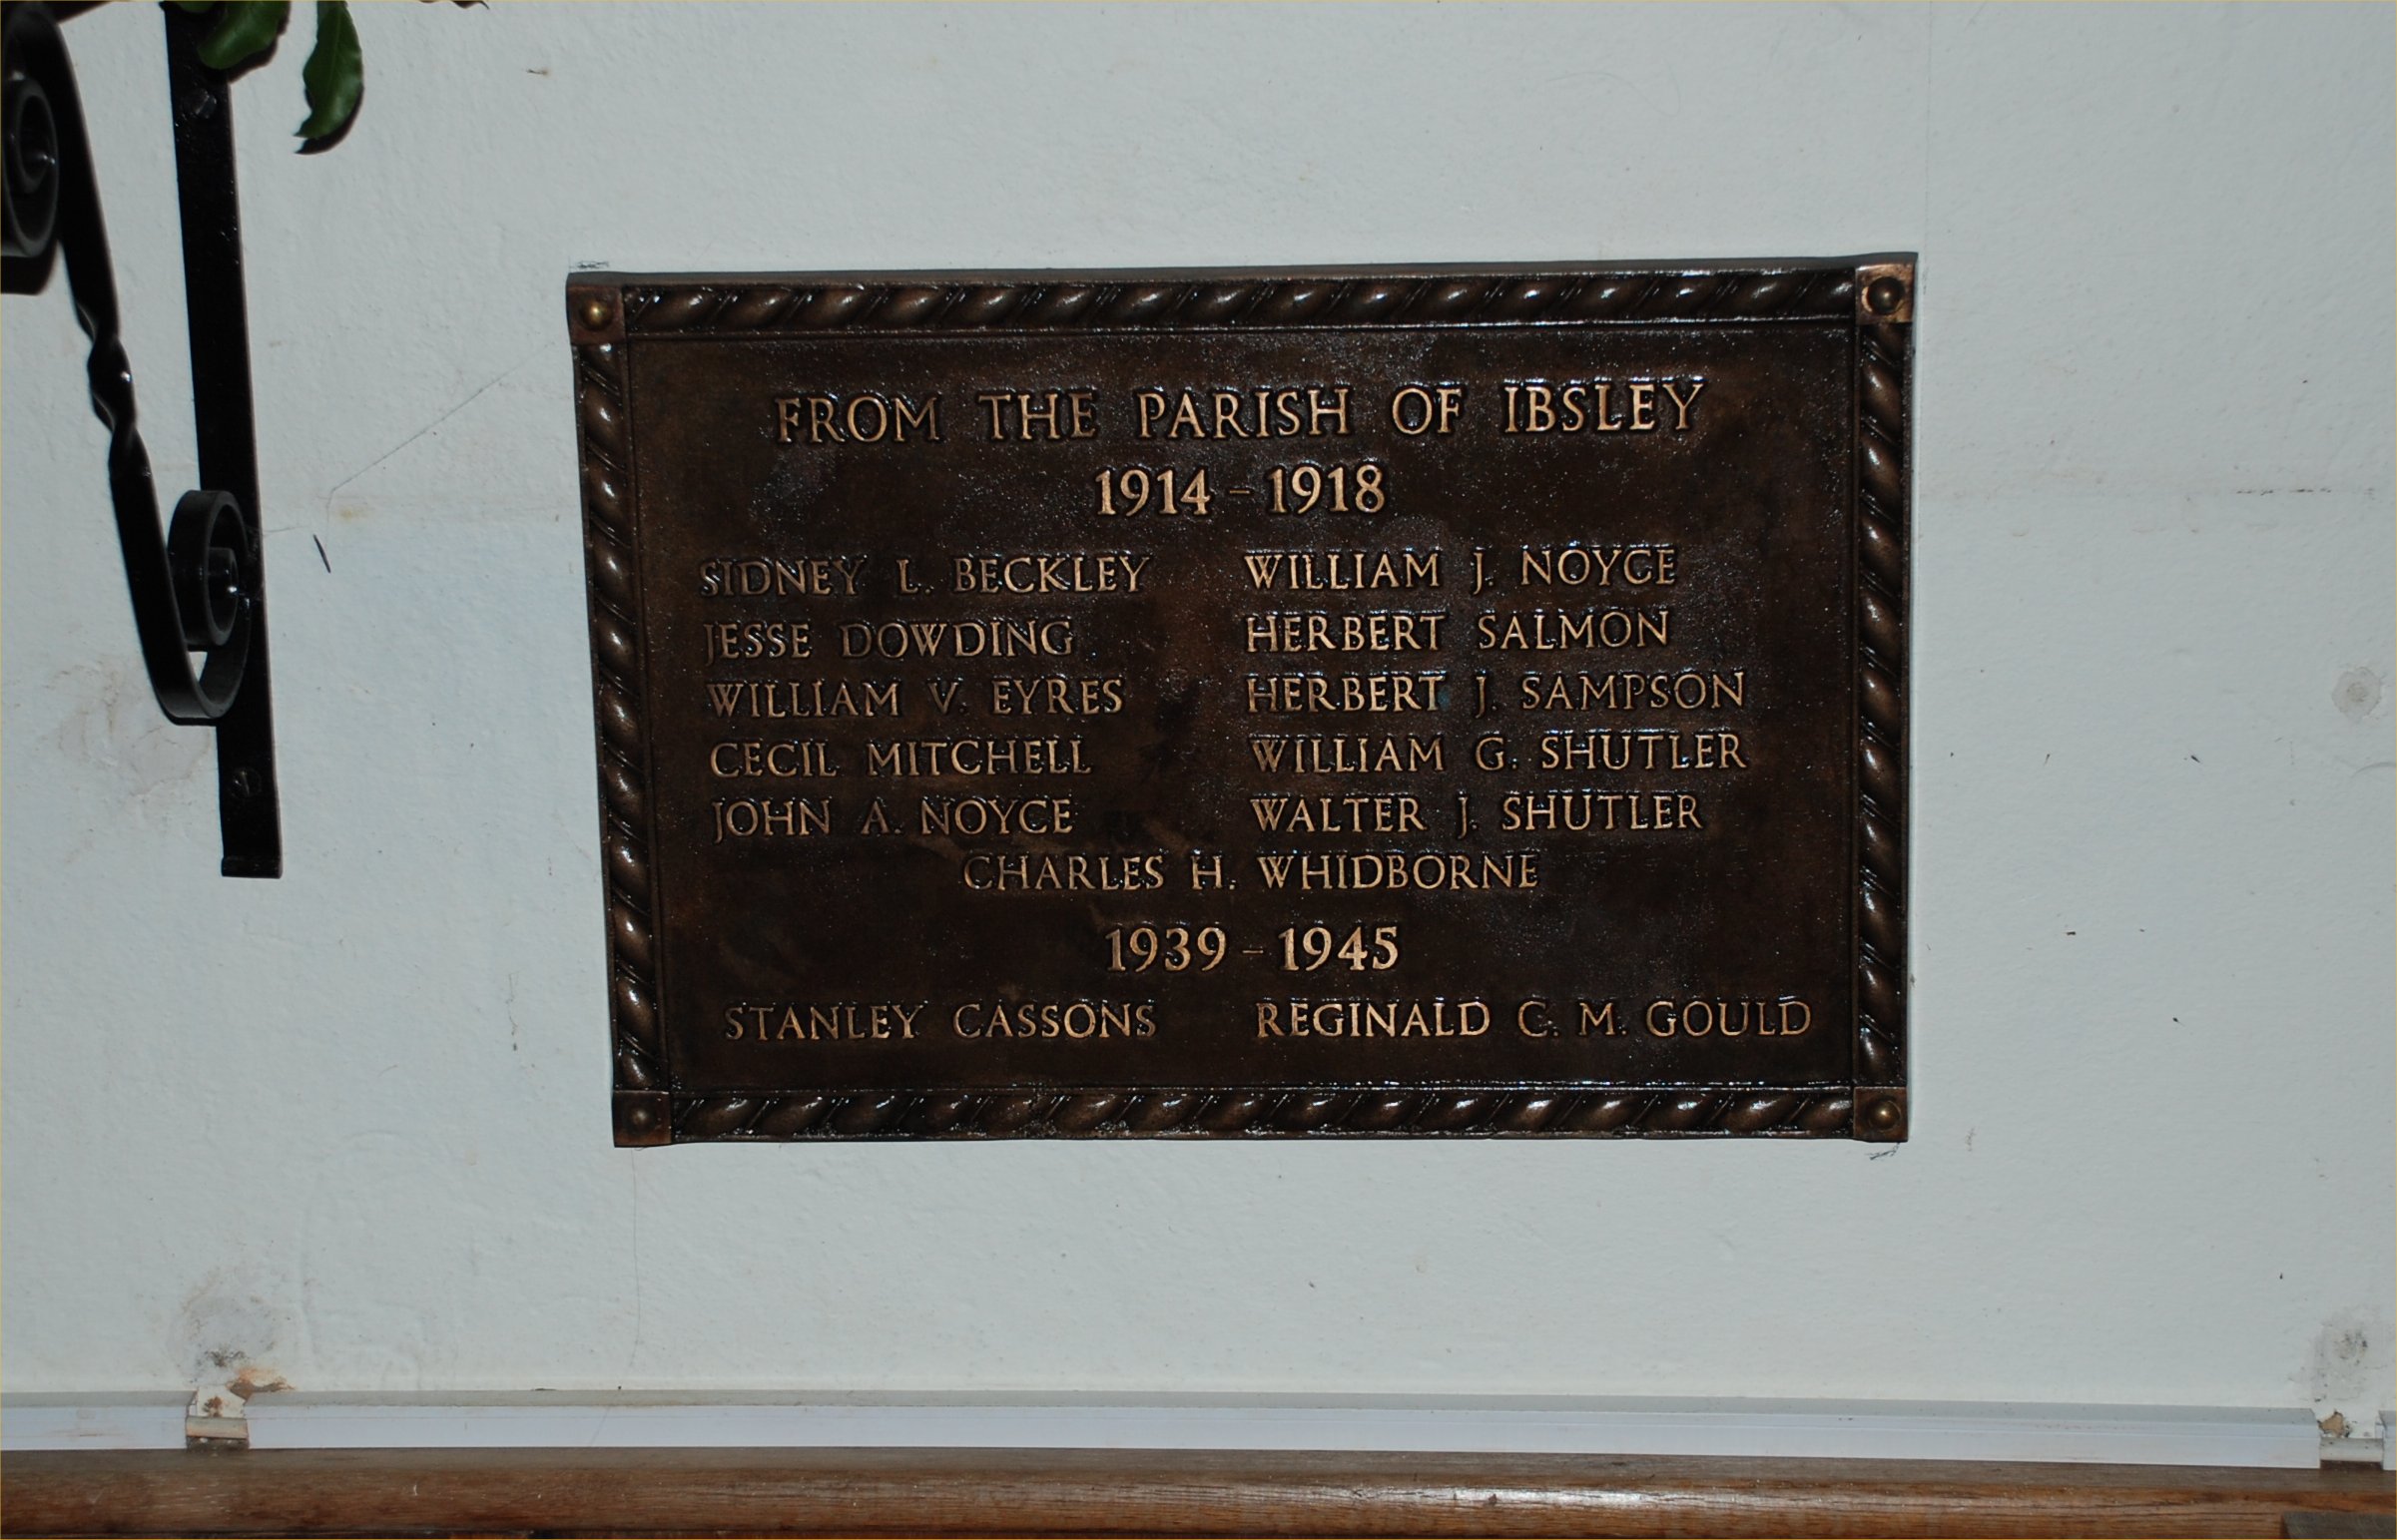 FROM THE PARISH OF IBSLEY
1914 - 1918
SIDNEY L. BECKLEY WILLIAM J. NOYCE
JESSE DOWDING HERBERT SALMON
WILLIAM V. EYRES HERBERT J. SAMPSON
CECIL MITCHELL WILLIAM G. SHUTLER
JOHN A. NOYCE WALTER J. SHUTLER
CHARLES H. WHIDBORNE
1939 - 1945
STANLEY CASSONS REGINALD C. M. GOULD